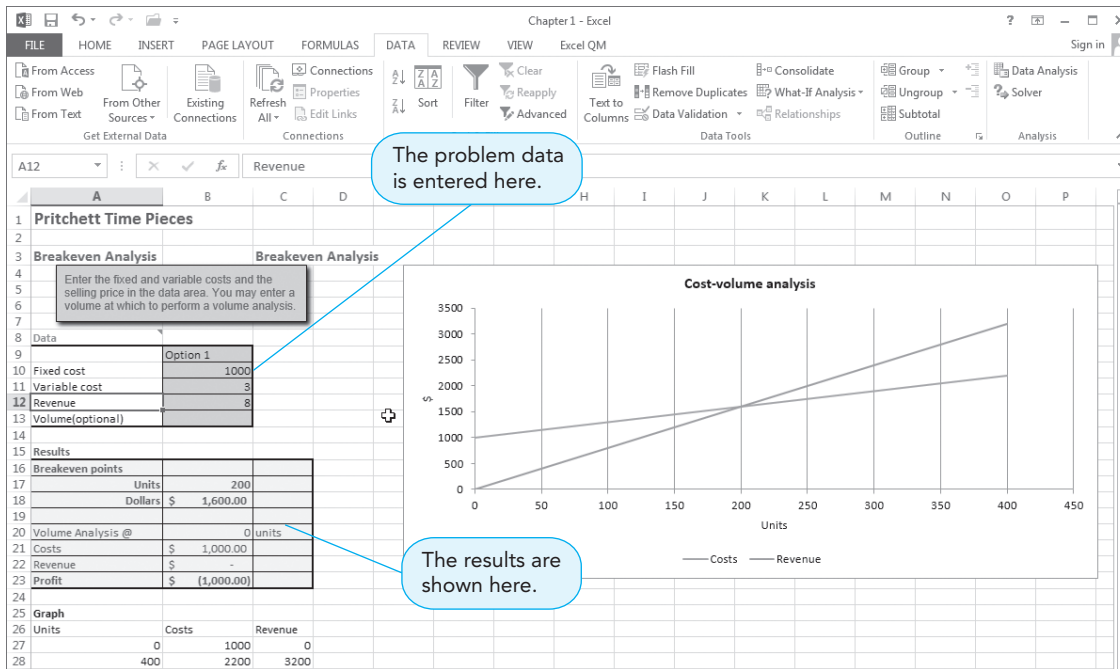 Chapter 1 - Excel
?
FILE HOME INSERT PAGE LAYOUT FORMULAS DATA REVIEW VIEW Excel QM Sign in
From Access
From Web
From Text
From Other Sources
Existing Connections
Get External Data
Refresh All
Connections
Properties
Edit Links
Connections
Sort
Filter
Clear
Reapply
Advanced
Text to Columns
Flash Fill
Remove Duplicates
Data Validation
Consolidate
What-If Analysis
Relationships
Data Tools
Group
Ungroup
Subtotal
Outline
Data Analysis
Solver
Analysis
A12 fx Revenue
The problem data
is entered here.
A B C D H I J K L M N O P
1 Pritchett Time Pieces
2
3 Breakeven Analysis Breakeven Analysis
4
Enter the fixed and variable costs and the
5
selling price in the data area. You may enter a
6
volume at which to perform a volume analysis.
7
8 Data
9 Option 1
10 Fixed cost 1000
11 Variable cost 3
12 Revenue 8
13 Volume(optional)
14
15 Results
16 Breakeven points
17 Units 200
18 Dollars $ 1,600.00
19
20 Volume Analysis @ 0 units
21 Costs $ 1,000.00
22 Revenue $ -
23 Profit $ (1,000.00)
24
25 Graph
26 Units Costs Revenue
27 0 1000 0
28 400 2200 3200
Cost-volume analysis
3500
3000
2500
2000
1500
1000
500
0
$
0 50 100 150 200 250 300 350 400 450
Units
Costs Revenue
The results are
shown here.